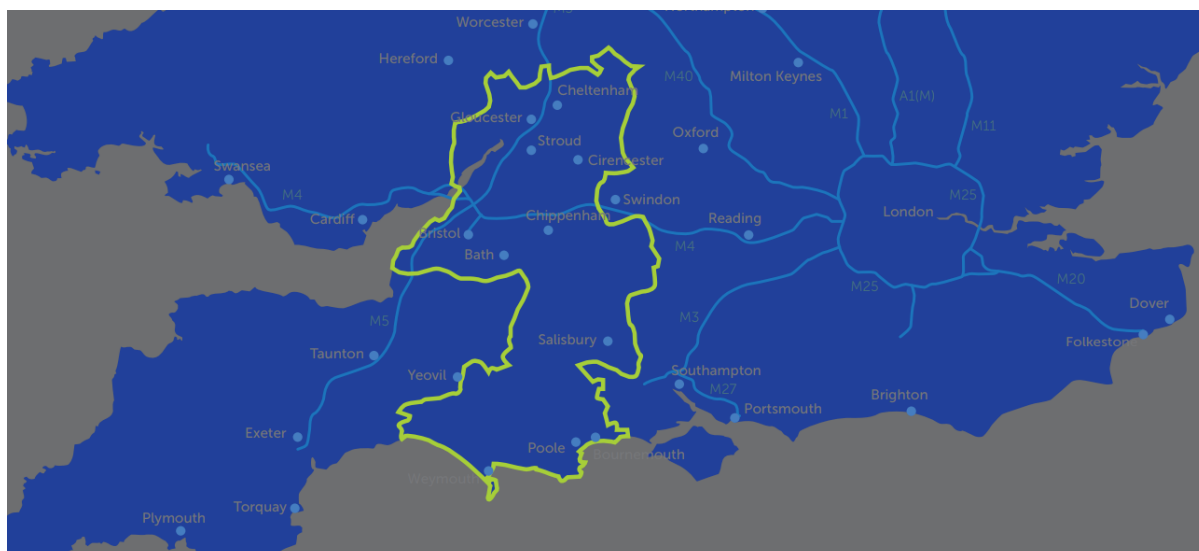 M5
Worcester
Hereford
M40
Milton Keynes
Cheltenham
A1(M)
Gloucester
M1
M11
Oxford
Stroud
Cirencester
Swansea
M4
M25
Swindon
Cardiff
Chippenham
Reading
London
Bristol
M4
Bath
M25
M20
Dover
M5
M3
Salisbury
Folkeston
Taunton
Yeovil
Southampton
M27
Brighton
Portsmouth
Exeter
Poole
Bournemouth
Weymouth
Torquay
Plymouth